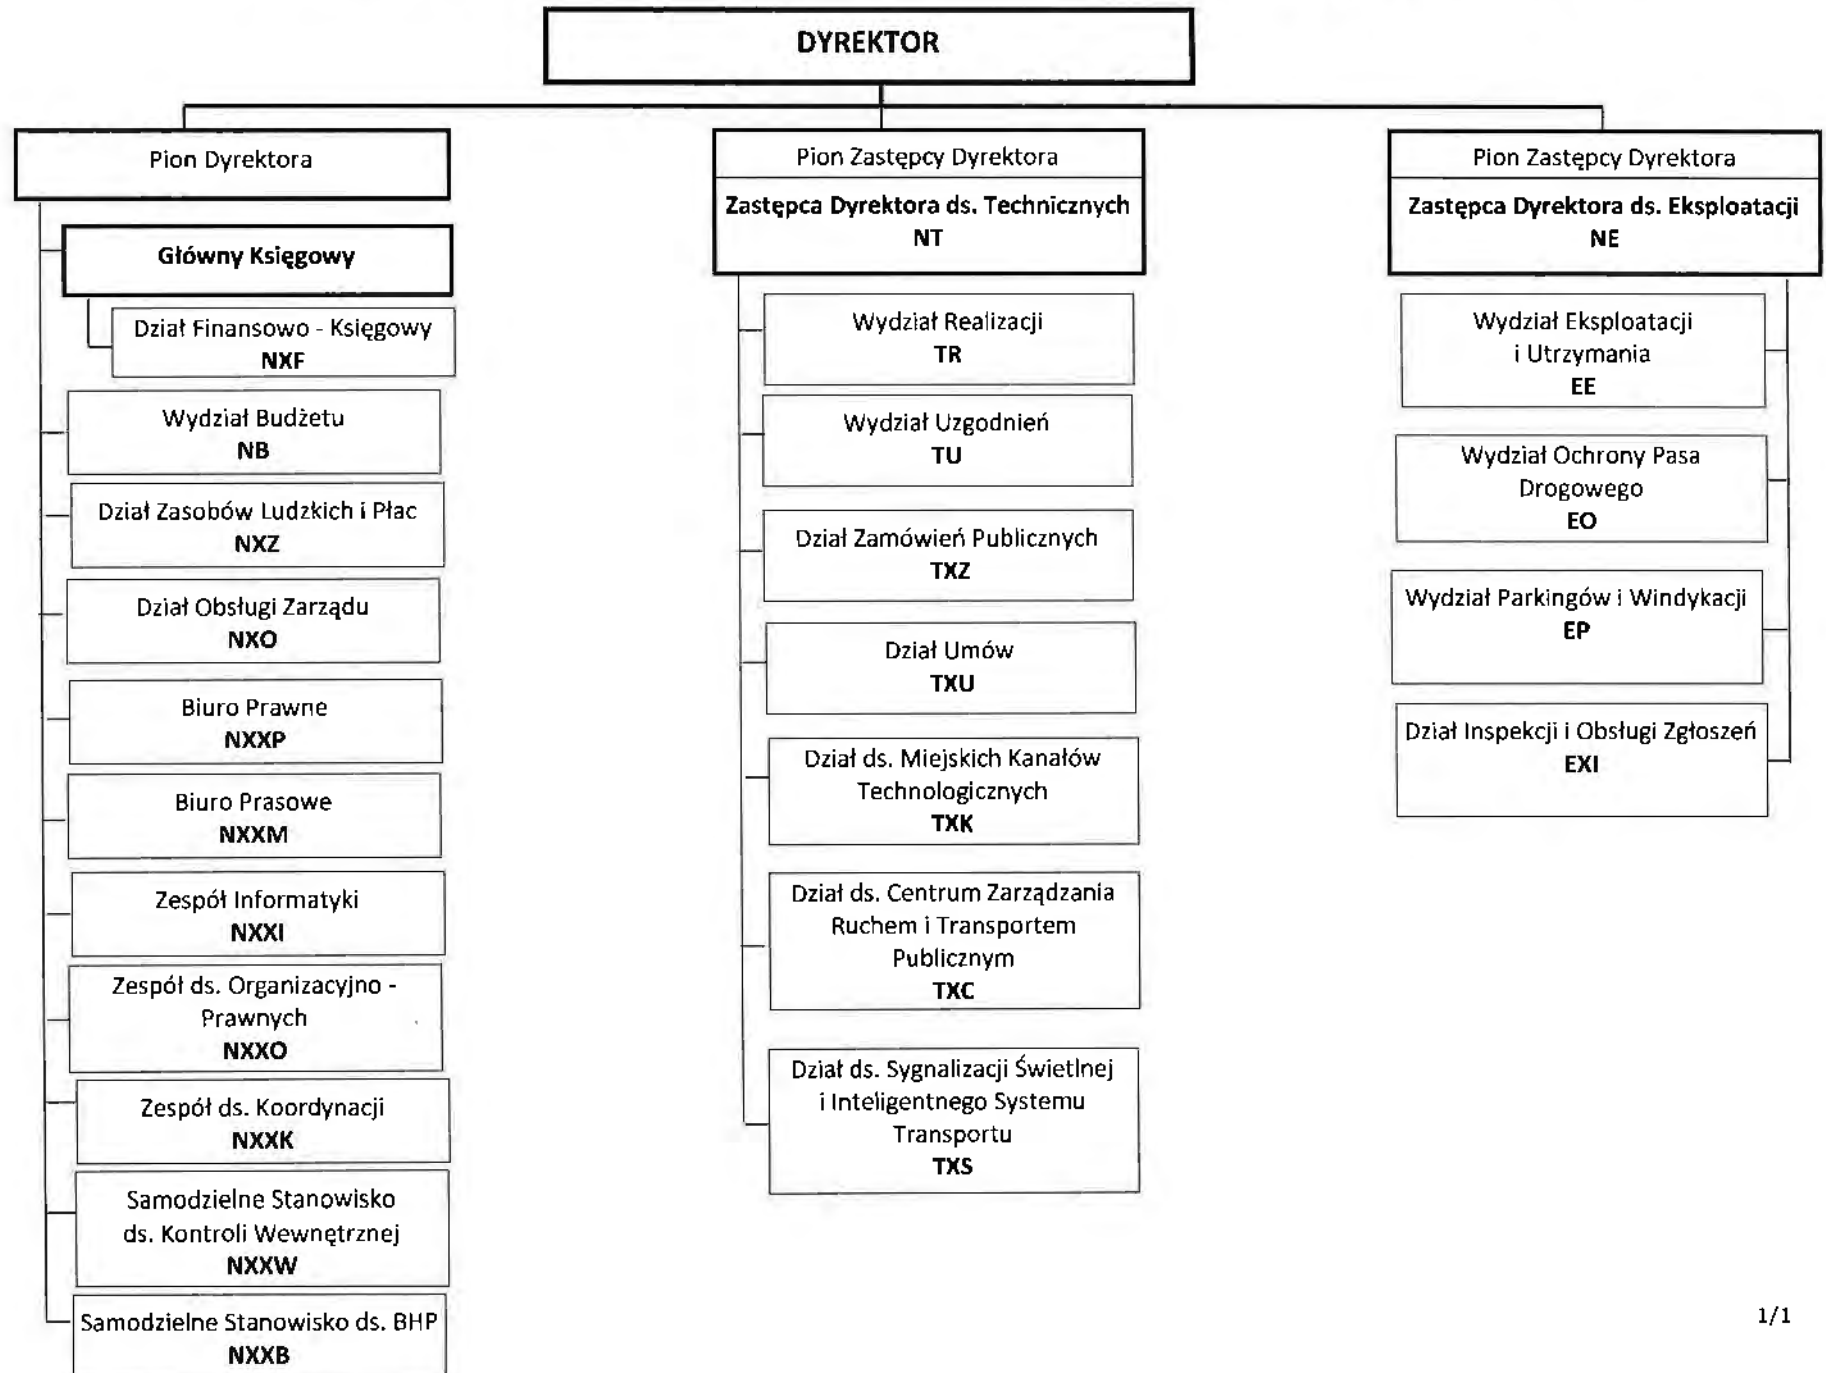 DYREKTOR
Pion Dyrektora
Główny Księgowy
Dział Finansowo - Księgowy
NXF
Wydział Budżetu
NB
Dział Zasobów Ludzkich i Płac
NXZ
Dział Obsługi Zarządu
NXO
Biuro Prawne
NXXP
Biuro Prasowe
NXXM
Zespół Informatyki
NXXI
Zespół ds. Organizacyjno -
Prawnych
NXXO
Zespół ds. Koordynacji
NXXK
Samodzielne Stanowisko
ds. Kontroli Wewnętrznej
NXXW
Samodzielne Stanowisko ds. BHP
NXXB
Pion Zastępcy Dyrektora
Zastępca Dyrektora ds. Technicznych
NT
Wydział Realizacji
TR
Wydział Uzgodnień
TU
Dział Zamówień Publicznych
TXZ
Dział Umów
TXU
Dział ds. Miejskich Kanałów
Technologicznych
TXK
Dział ds. Centrum Zarządzania
Ruchem i Transportem
Publicznym
TXC
Dział ds. Sygnalizacji Świetlnej
i Inteligentnego Systemu
Transportu
TXS
Pion Zastępcy Dyrektora
Zastępca Dyrektora ds. Eksploatacji
NE
Wydział Eksploatacji
i Utrzymania
EE
Wydział Ochrony Pasa
Drogowego
EO
Wydział Parkingów i Windykacji
EP
Dział Inspekcji i Obsługi Zgłoszeń
EXI
1/1